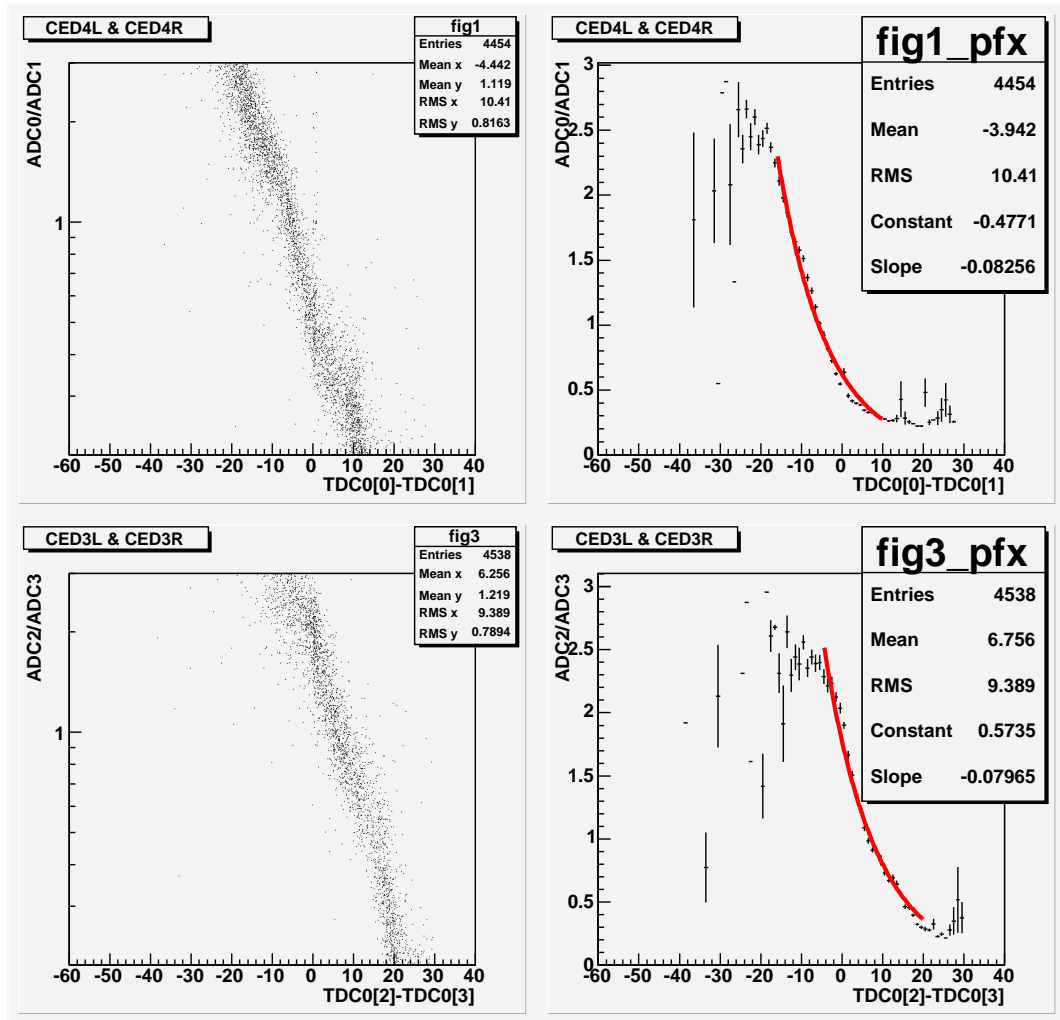 CED4L & CED4R
fig1
Entries 4454
Mean x -4.442
Mean y 1.119
RMS x 10.41
RMS y 0.8163
ADC0/ADC1
1
-60 -50 -40 -30 -20 -10 0 10 20 30 40
TDC0[0]-TDC0[1]
CED4L & CED4R
fig1_pfx
Entries 4454
Mean -3.942
RMS 10.41
Constant -0.4771
Slope -0.08256
ADC0/ADC1
3
2.5
2
1.5
1
0.5
0
-60 -50 -40 -30 -20 -10 0 10 20 30 40
TDC0[0]-TDC0[1]
CED3L & CED3R
fig3
Entries 4538
Mean x 6.256
Mean y 1.219
RMS x 9.389
RMS y 0.7894
ADC2/ADC3
1
-60 -50 -40 -30 -20 -10 0 10 20 30 40
TDC0[2]-TDC0[3]
CED3L & CED3R
fig3_pfx
Entries 4538
Mean 6.756
RMS 9.389
Constant 0.5735
Slope -0.07965
ADC2/ADC3
3
2.5
2
1.5
1
0.5
0
-60 -50 -40 -30 -20 -10 0 10 20 30 40
TDC0[2]-TDC0[3]